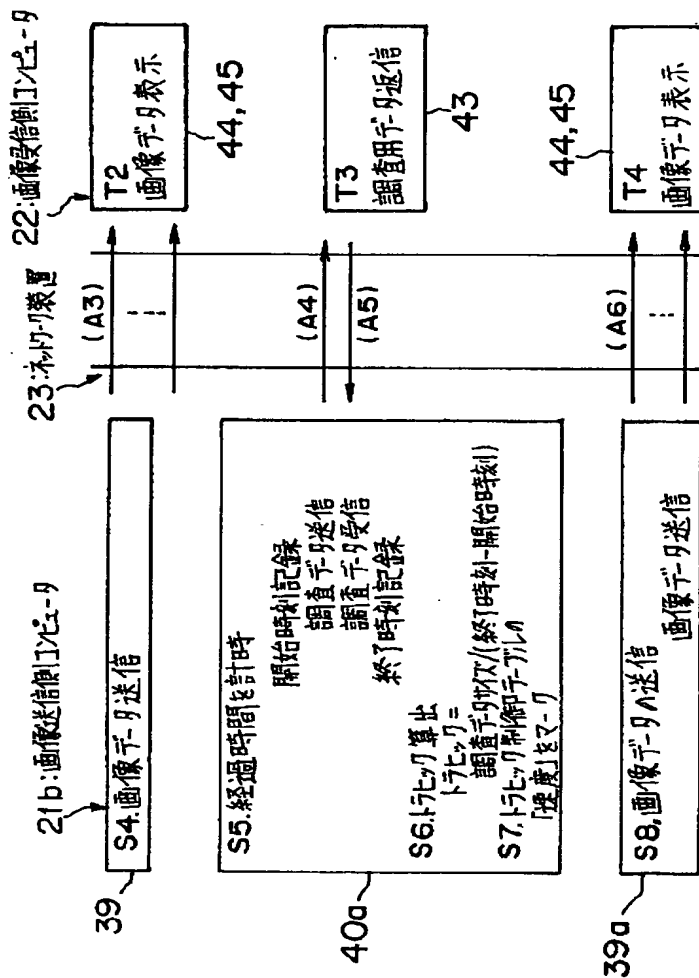 21b:画像送信側コンピュータ
23:ネットワーク装置
22:画像受信側コンピュータ
39
S4.画像データ送信
(A3)
T2
画像データ表示
44,45
40a
S5.経過時間を計時
開始時刻記録
調査データ送信
調査データ受信
終了時刻記録
S6.トラヒック算出
トラヒック=
調査データサイズ/(終了時刻-開始時刻)
S7.トラヒック制御テーブルの
「速度」をマーク
(A4)
(A5)
T3
調査用データ返信
43
39a
S8.画像データの送信
画像データ送信
(A6)
T4
画像データ表示
44,45